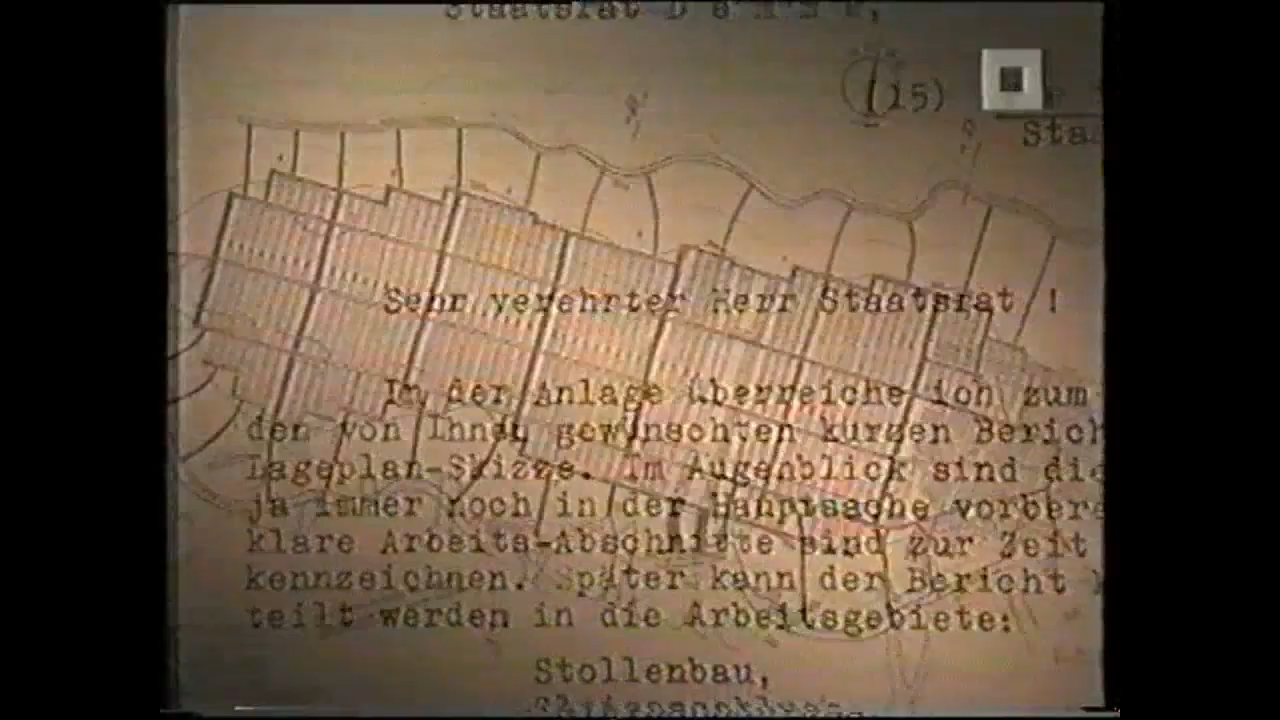 Staatsrat
(15)
Sehr verehrter Herr Staatsrat !
In der Anlage überreiche ich zum
den von Ihnen gewünschten kurzen Berich
Lageplan-Skizze. Im Augenblick sind die
ja immer noch in der Hauptsache vorbere
klare Arbeits-Abschnitte sind zur Zeit
kennzeichnen. Später kann der Bericht
teilt werden in die Arbeitsgebiete:
Stollenbau,